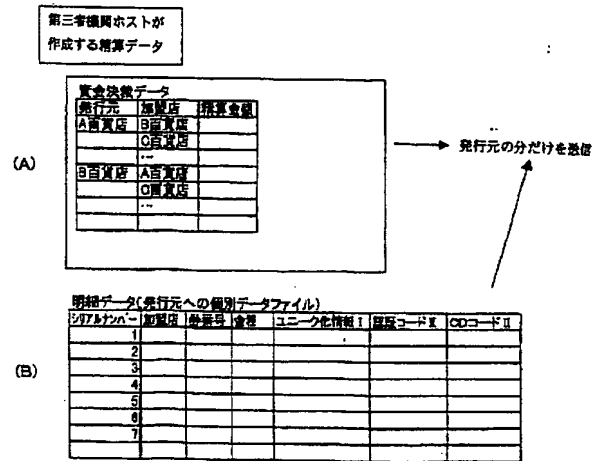 第三者機関ホストが
作成する精算データ
資金決裁データ
発行元 加盟店 精算金額
A百貨店 B百貨店
C百貨店
...
(A)
発行元の分だけを送信
B百貨店 A百貨店
C百貨店
...
明細データ(発行元への個別データファイル)
シリアルナンバー 加盟店 券番号 金種 ユニーク化情報Ⅰ 認証コードⅡ CDコードⅡ
1
2
3
(B)
4
5
6
7